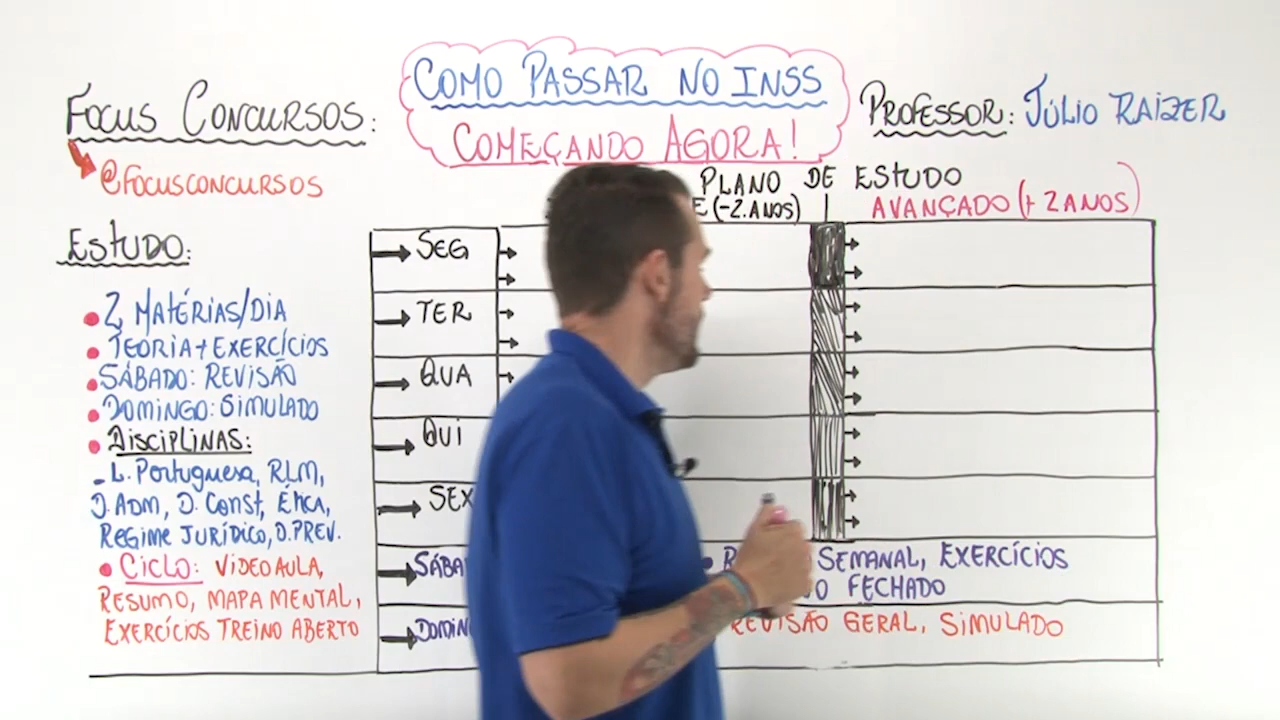 COMO PASSAR NO INSS
COMEÇANDO AGORA!
FOCUS CONCURSOS:
@FOCUSCONCURSOS
PROFESSOR: JÚLIO RAIZER
PLANO DE ESTUDO
(-2.ANOS)
AVANÇADO (+ 2 ANOS)
ESTUDO:
2 MATÉRIAS/DIA
TEORIA + EXERCÍCIOS
SÁBADO: REVISÃO
DOMINGO: SIMULADO
DISCIPLINAS:
- L. Portuguesa, RLM,
D. ADM, D. Const, Ética,
REGIME JURÍDICO, D. PREV.
CICLO: VIDEO AULA,
RESUMO, MAPA MENTAL,
EXERCÍCIOS TREINO ABERTO
SEG
TER
QUA
QUI
SEX
SEMANAL, EXERCÍCIOS
FECHADO
REVISÃO GERAL, SIMULADO